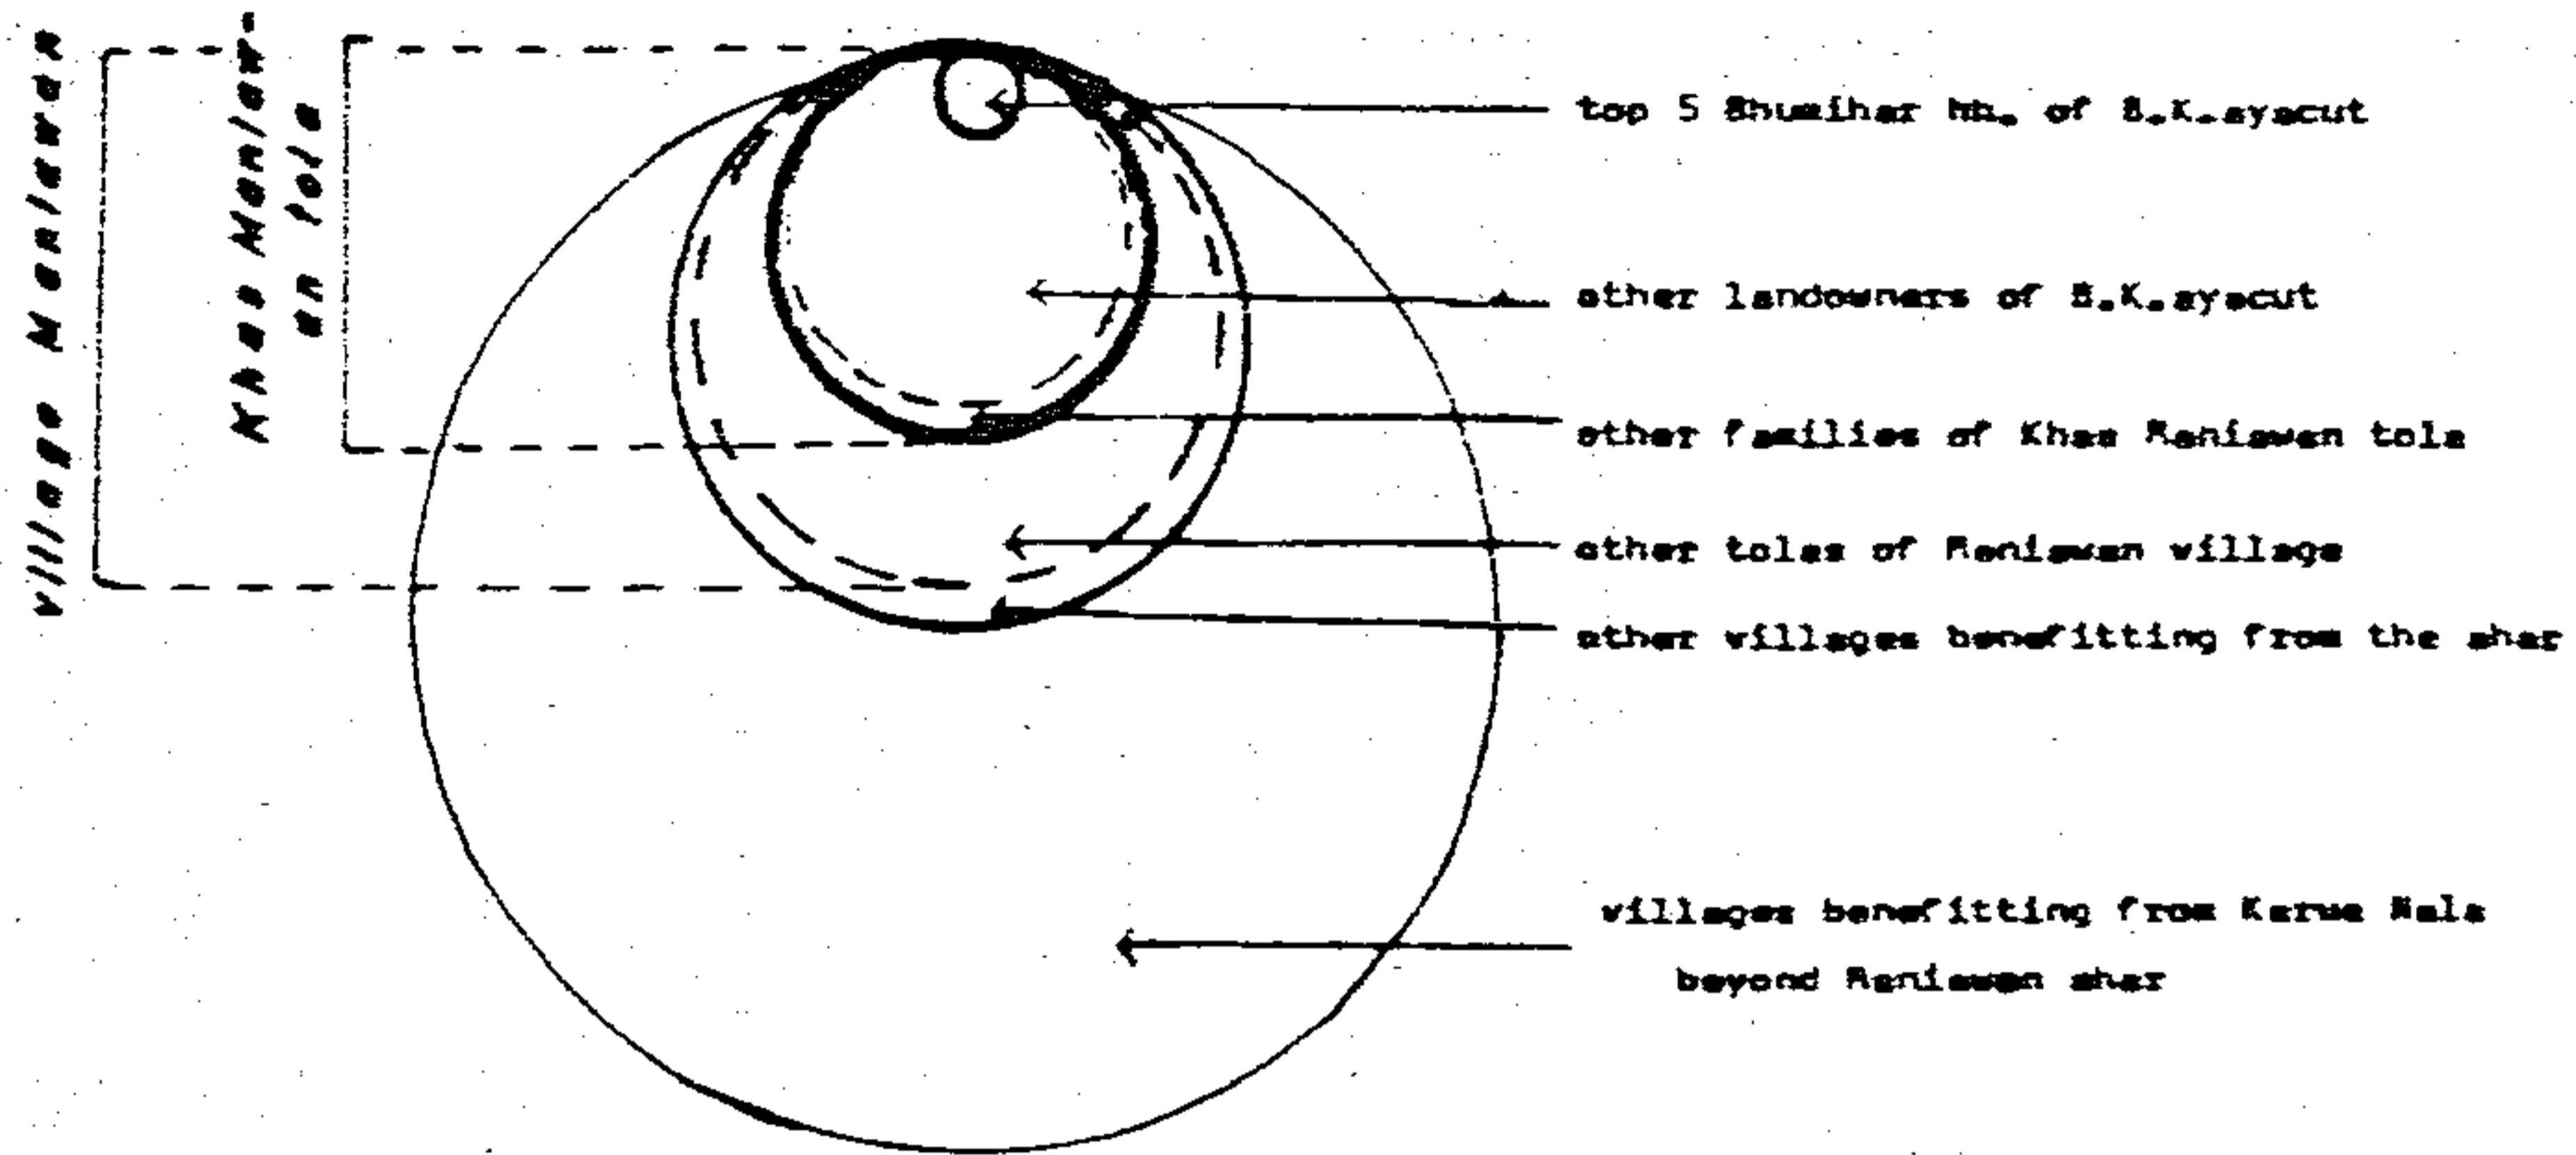 village Maniawan
Khas Maniaw-
an tola
top 5 Bhumihar hh. of B.K.ayacut
other landowners of B.K.ayacut
other families of Khas Maniawan tola
other tolas of Maniawan village
other villages benefitting from the ahar
villages benefitting from Karua Nala
beyond Maniawan ahar